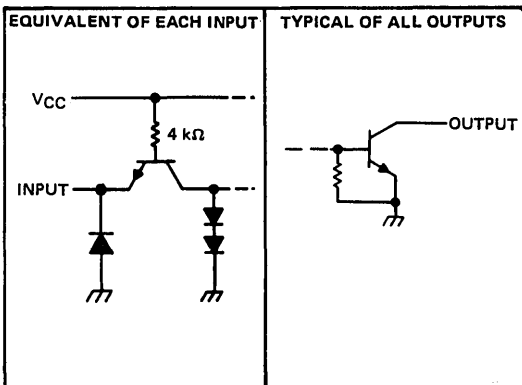 EQUIVALENT OF EACH INPUT
VCC
4 kΩ
INPUT
TYPICAL OF ALL OUTPUTS
OUTPUT